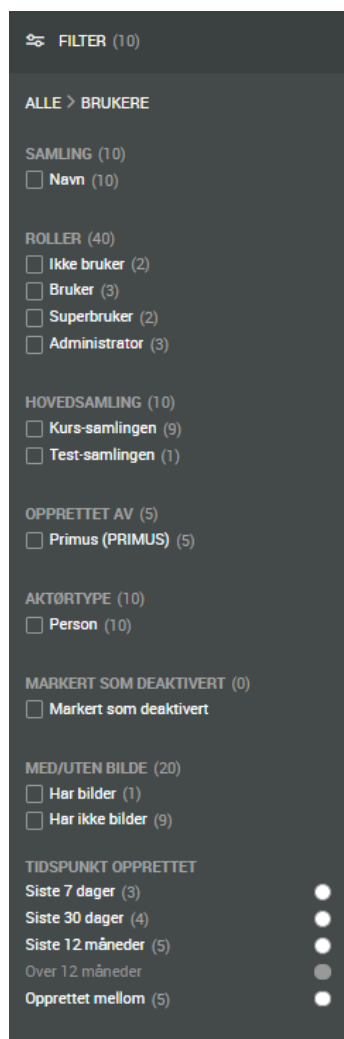 FILTER (10)
ALLE > BRUKERE
SAMLING (10)
Navn (10)
ROLLER (40)
Ikke bruker (2)
Bruker (3)
Superbruker (2)
Administrator (3)
HOVEDSAMLING (10)
Kurs-samlingen (9)
Test-samlingen (1)
OPPRETTET AV (5)
Primus (PRIMUS) (5)
AKTØRTYPE (10)
Person (10)
MARKERT SOM DEAKTIVERT (0)
Markert som deaktivert
MED/UTEN BILDE (20)
Har bilder (1)
Har ikke bilder (9)
TIDSPUNKT OPPRETTET
Siste 7 dager (3)
Siste 30 dager (4)
Siste 12 måneder (5)
Over 12 måneder
Opprettet mellom (5)